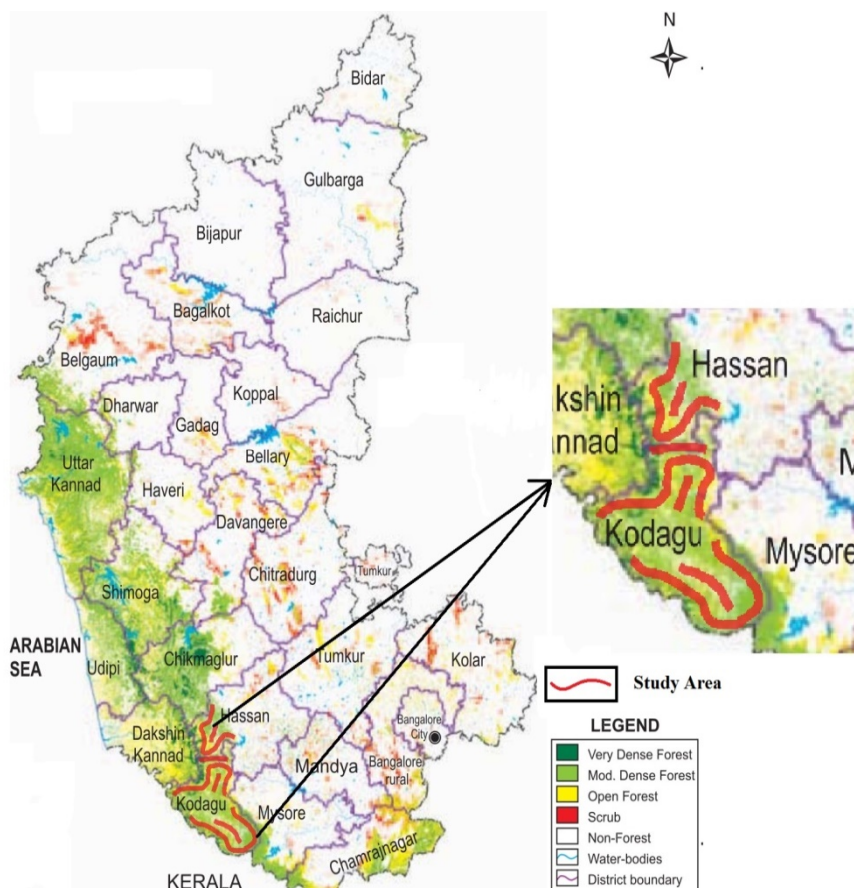 N
Bidar
Gulbarga
Bijapur
Bagalkot
Raichur
Belgaum
Koppal
Dharwar
Gadag
Bellary
Uttar
Kannad
Haveri
Davangere
Chitradurg
Tumkur
Shimoga
ARABIAN
SEA
Udipi
Chikmaglur
Tumkur
Kolar
Hassan
Bangalore
City
Dakshin
Kannad
Mandya
Bangalore
rural
Kodagu
Mysore
Chamrajnagar
KERALA
Hassan
kshin
annad
M
Kodagu
Mysore
Study Area
LEGEND
Very Dense Forest
Mod. Dense Forest
Open Forest
Scrub
Non-Forest
Water-bodies
District boundary